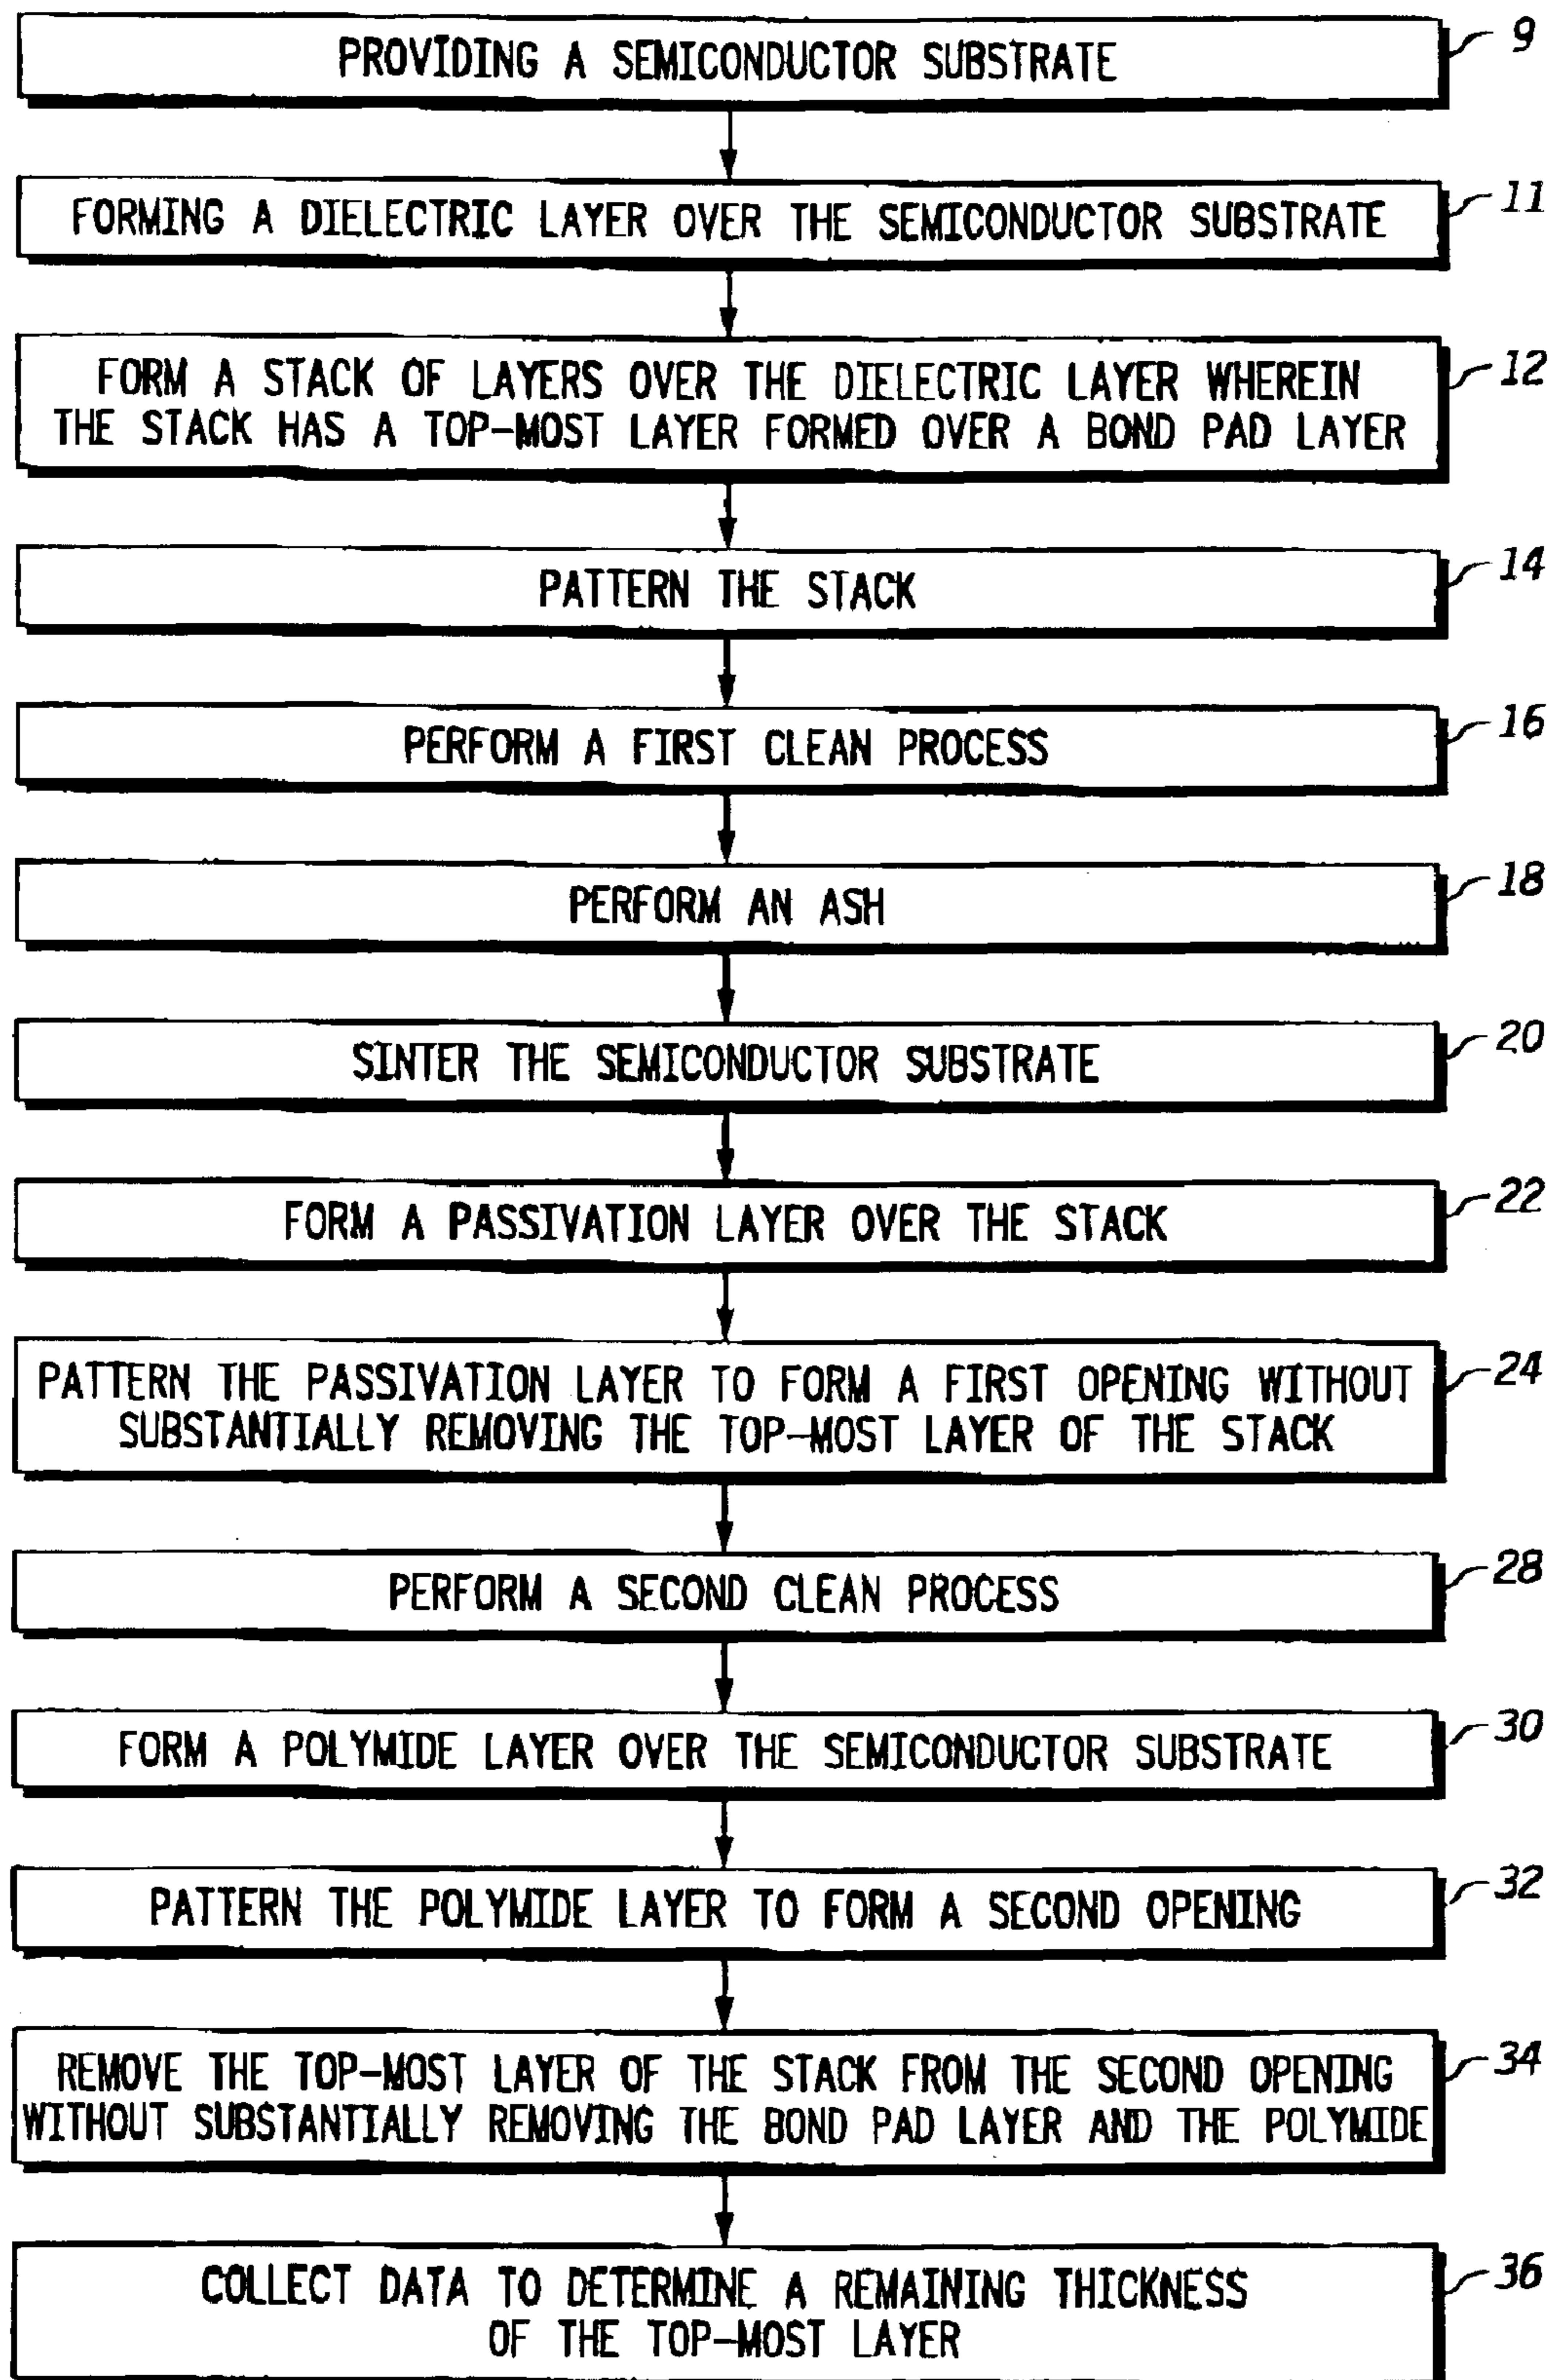 PROVIDING A SEMICONDUCTOR SUBSTRATE
9
FORMING A DIELECTRIC LAYER OVER THE SEMICONDUCTOR SUBSTRATE
11
FORM A STACK OF LAYERS OVER THE DIELECTRIC LAYER WHEREIN
THE STACK HAS A TOP-MOST LAYER FORMED OVER A BOND PAD LAYER
12
PATTERN THE STACK
14
PERFORM A FIRST CLEAN PROCESS
16
PERFORM AN ASH
18
SINTER THE SEMICONDUCTOR SUBSTRATE
20
FORM A PASSIVATION LAYER OVER THE STACK
22
PATTERN THE PASSIVATION LAYER TO FORM A FIRST OPENING WITHOUT
SUBSTANTIALLY REMOVING THE TOP-MOST LAYER OF THE STACK
24
PERFORM A SECOND CLEAN PROCESS
28
FORM A POLYMIDE LAYER OVER THE SEMICONDUCTOR SUBSTRATE
30
PATTERN THE POLYMIDE LAYER TO FORM A SECOND OPENING
32
REMOVE THE TOP-MOST LAYER OF THE STACK FROM THE SECOND OPENING
WITHOUT SUBSTANTIALLY REMOVING THE BOND PAD LAYER AND THE POLYMIDE
34
COLLECT DATA TO DETERMINE A REMAINING THICKNESS
OF THE TOP-MOST LAYER
36